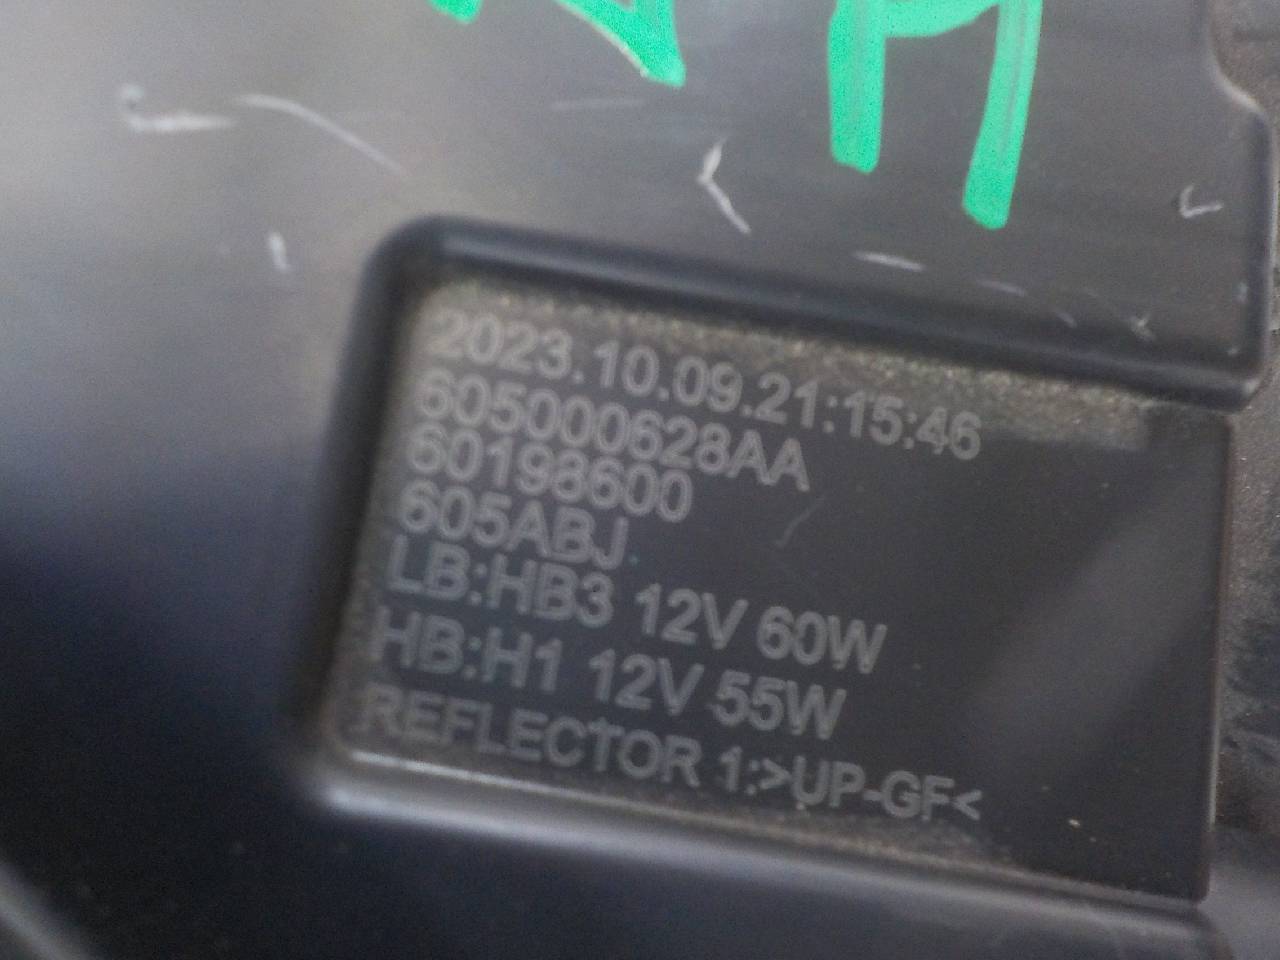 2023.10.09.21:15:46
605000628AA
60198600
605ABJ
LB:HB3 12V 60W
HB:H1 12V 55W
REFLECTOR 1:>UP-GF<